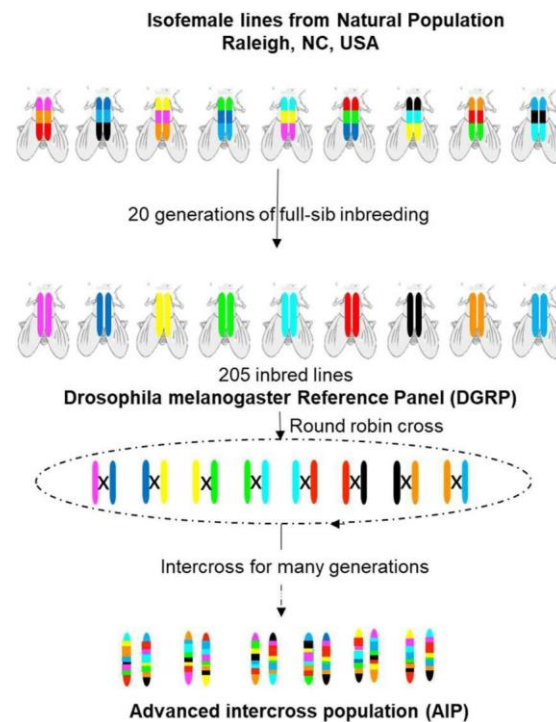 Isofemale lines from Natural Population
Raleigh, NC, USA
20 generations of full-sib inbreeding
205 inbred lines
Drosophila melanogaster Reference Panel (DGRP)
Round robin cross
X X X X X X X X
Intercross for many generations
Advanced intercross population (AIP)